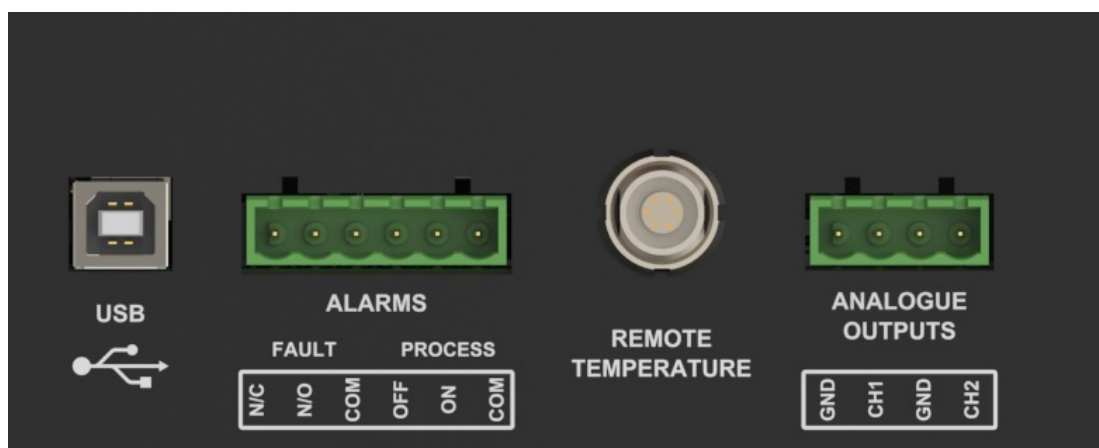 USB
ALARMS
FAULT PROCESS
N/C N/O COM OFF ON COM
REMOTE
TEMPERATURE
ANALOGUE
OUTPUTS
GND CH1 GND CH2